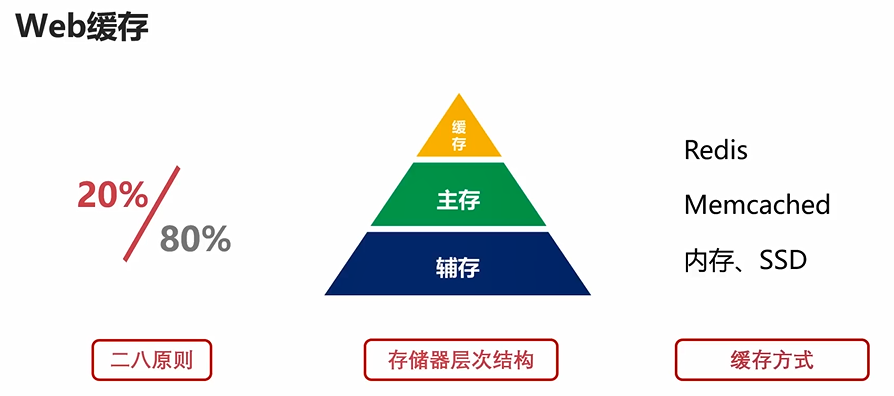 Web缓存
20%
80%
二八原则
缓
存
主存
辅存
存储器层次结构
Redis
Memcached
内存、SSD
缓存方式